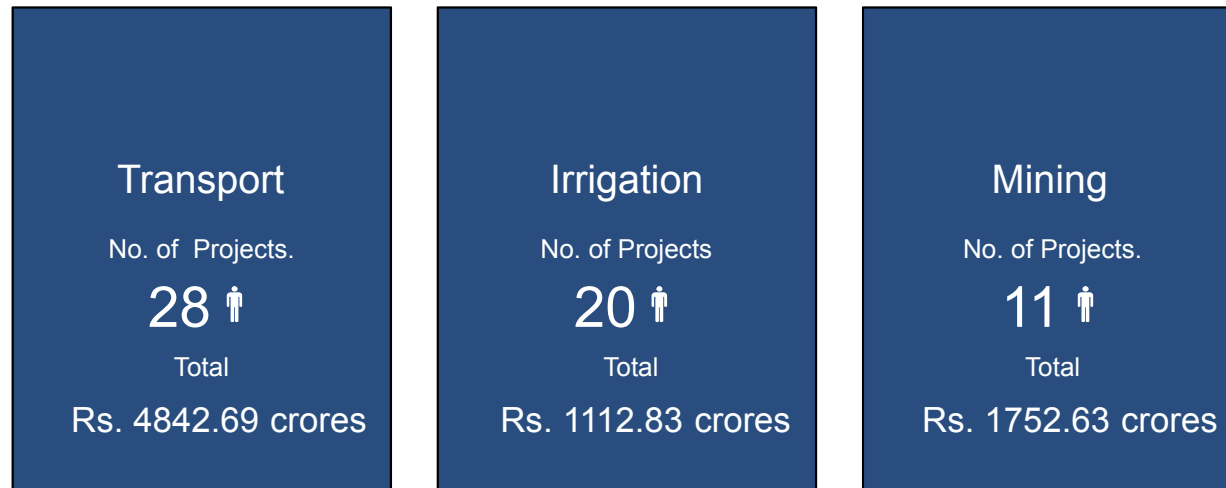 Transport
No. of Projects.
28
Total
Rs. 4842.69 crores
Irrigation
No. of Projects
20
Total
Rs. 1112.83 crores
Mining
No. of Projects.
11
Total
Rs. 1752.63 crores